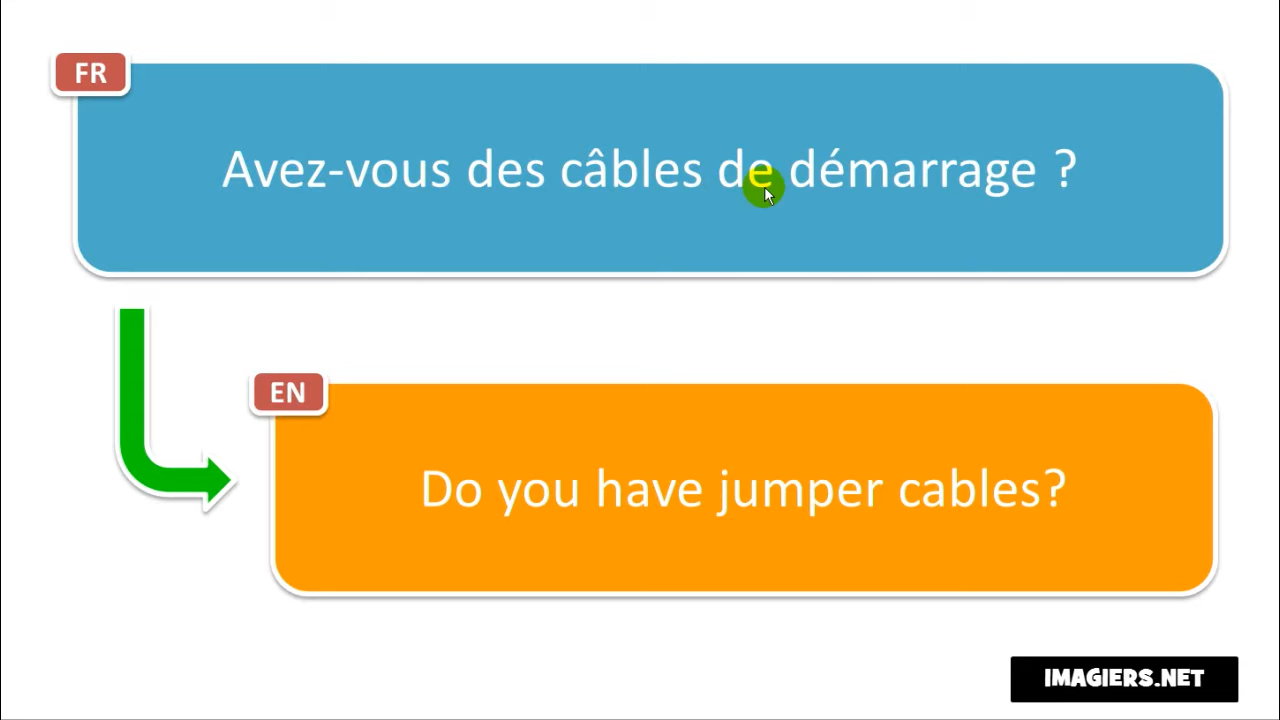 FR
Avez-vous des câbles de démarrage ?
EN
Do you have jumper cables?
IMAGIERS.NET